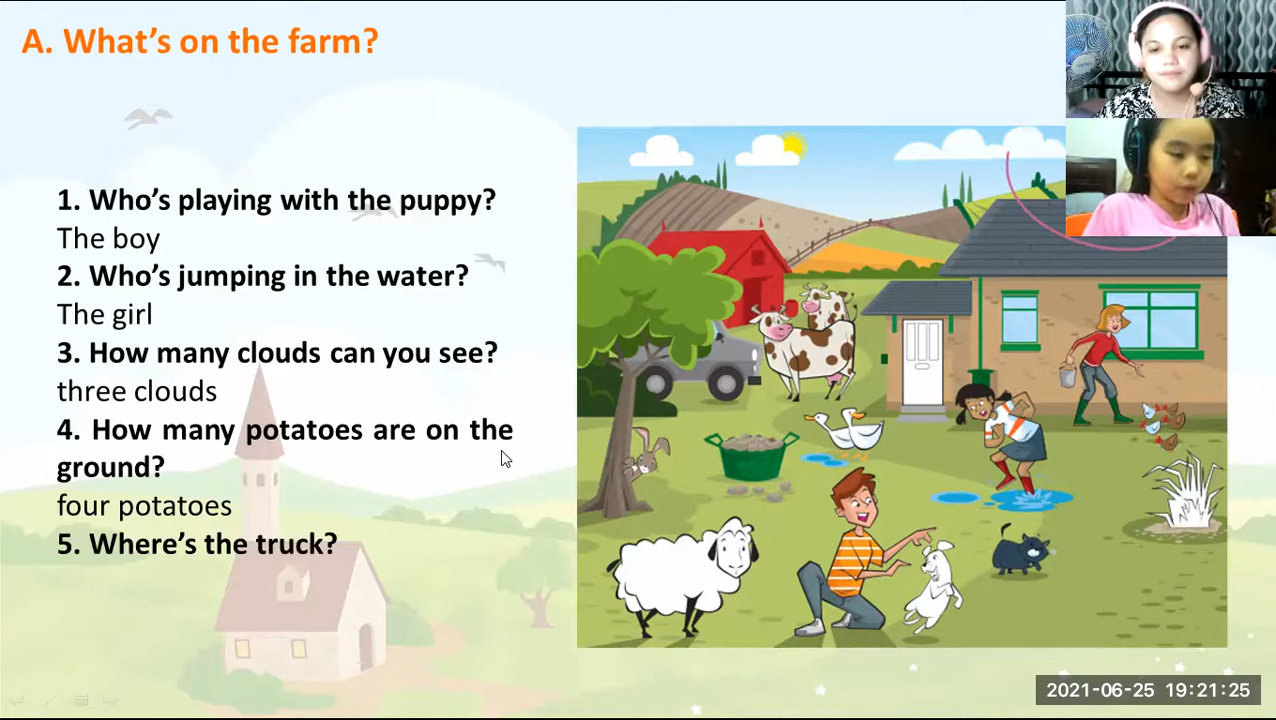 A. What's on the farm?
1. Who's playing with the puppy?
The boy
2. Who's jumping in the water?
The girl
3. How many clouds can you see?
three clouds
4. How many potatoes are on the
ground?
four potatoes
5. Where's the truck?
2021-06-25 19:21:25